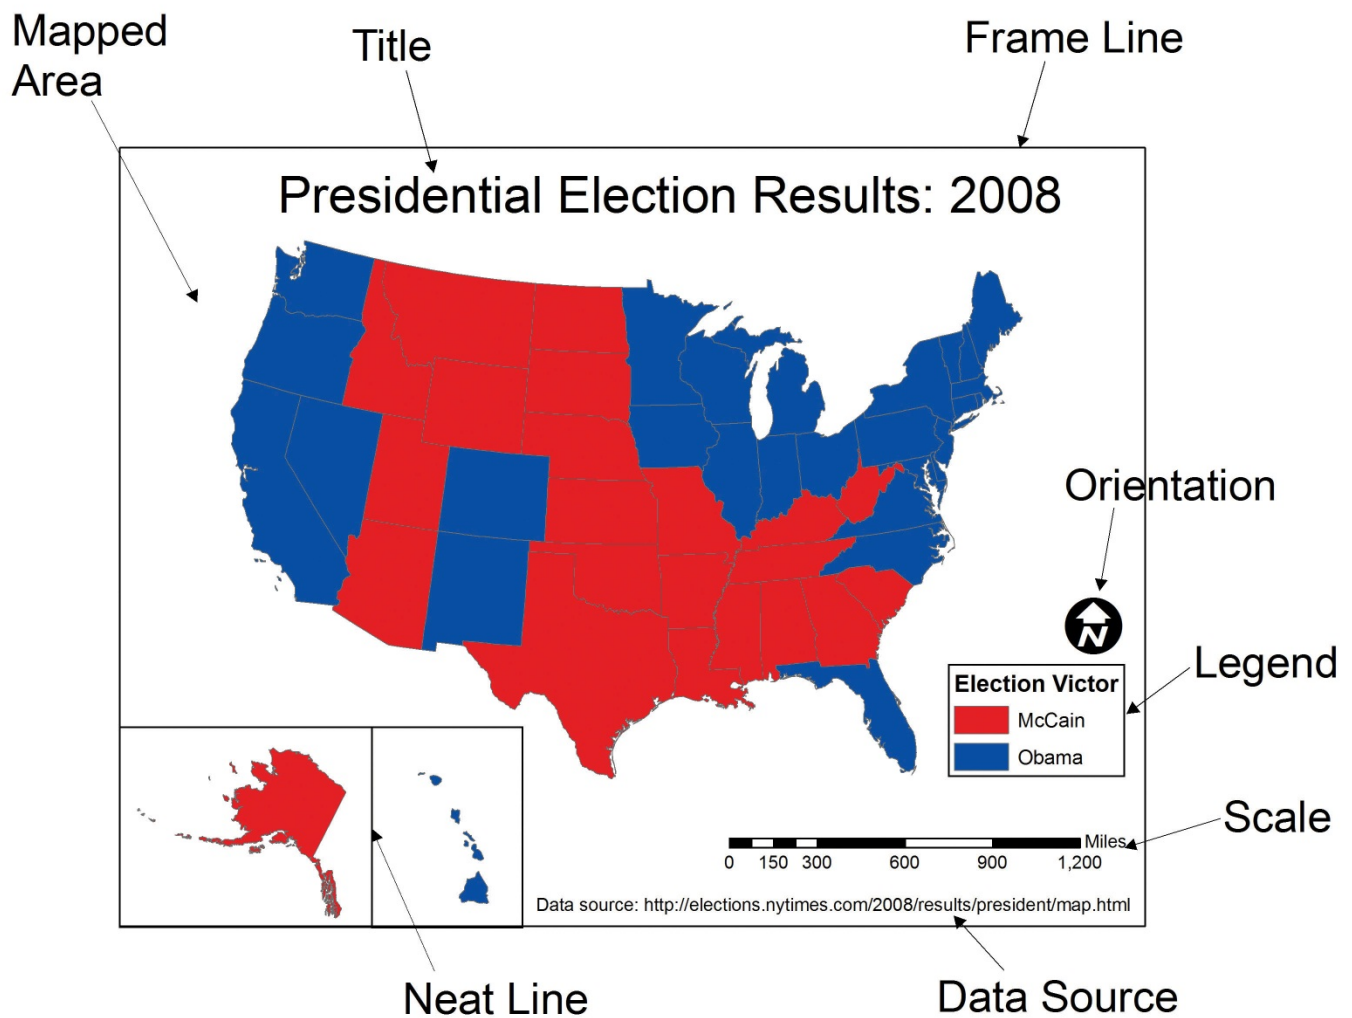 Mapped
Area
Title
Frame Line
Presidential Election Results: 2008
Orientation
N
Legend
Election Victor
McCain
Obama
Scale
Miles
0 150 300 600 900 1,200
Data source: http://elections.nytimes.com/2008/results/president/map.html
Neat Line
Data Source